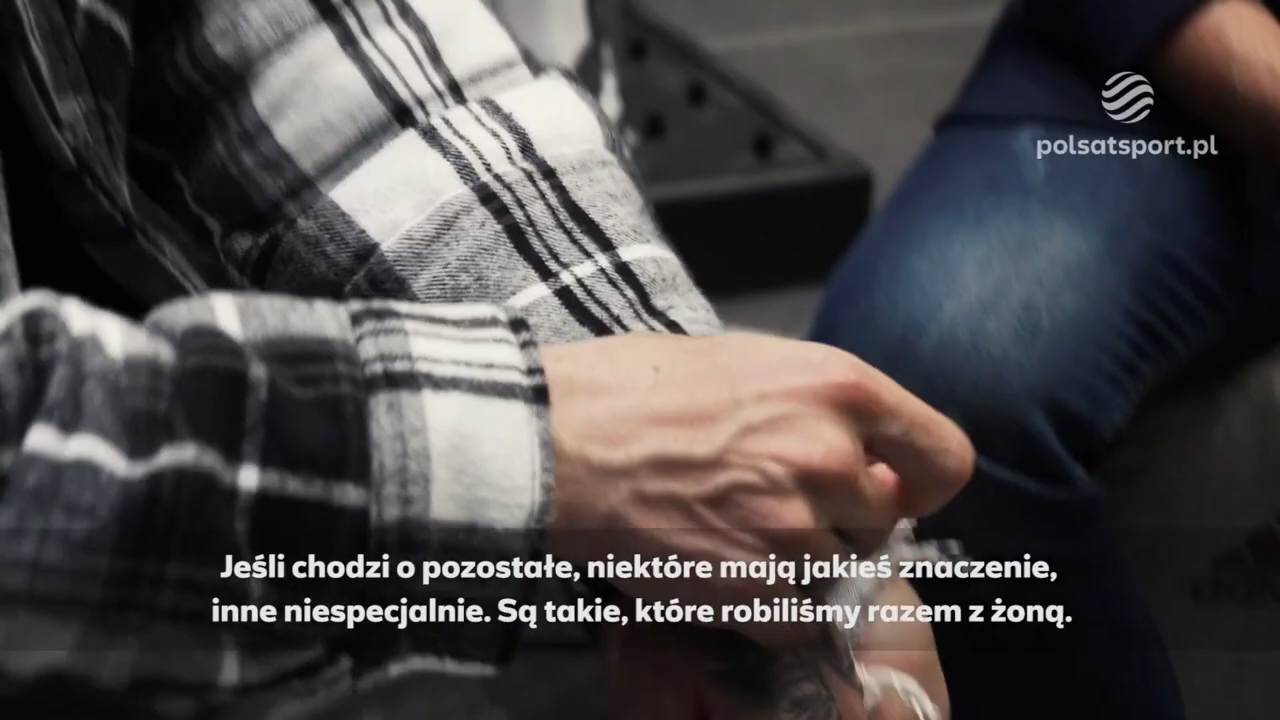 polsatsport.pl
Jeśli chodzi o pozostałe, niektóre mają jakieś znaczenie,
inne niespecjalnie. Są takie, które robiliśmy razem z żoną.